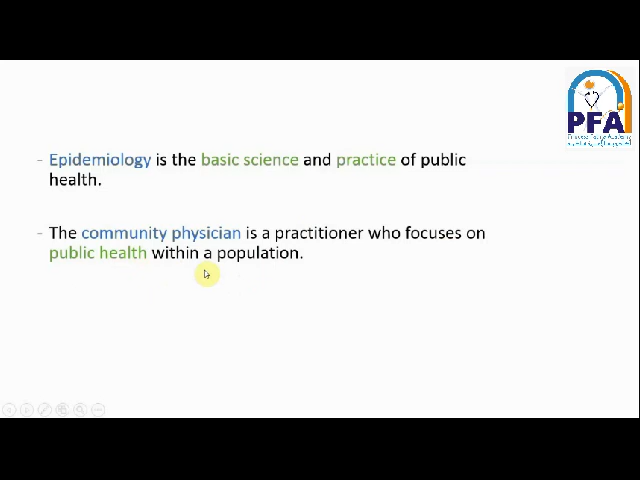 PFA
- Epidemiology is the basic science and practice of public
health.
- The community physician is a practitioner who focuses on
public health within a population.